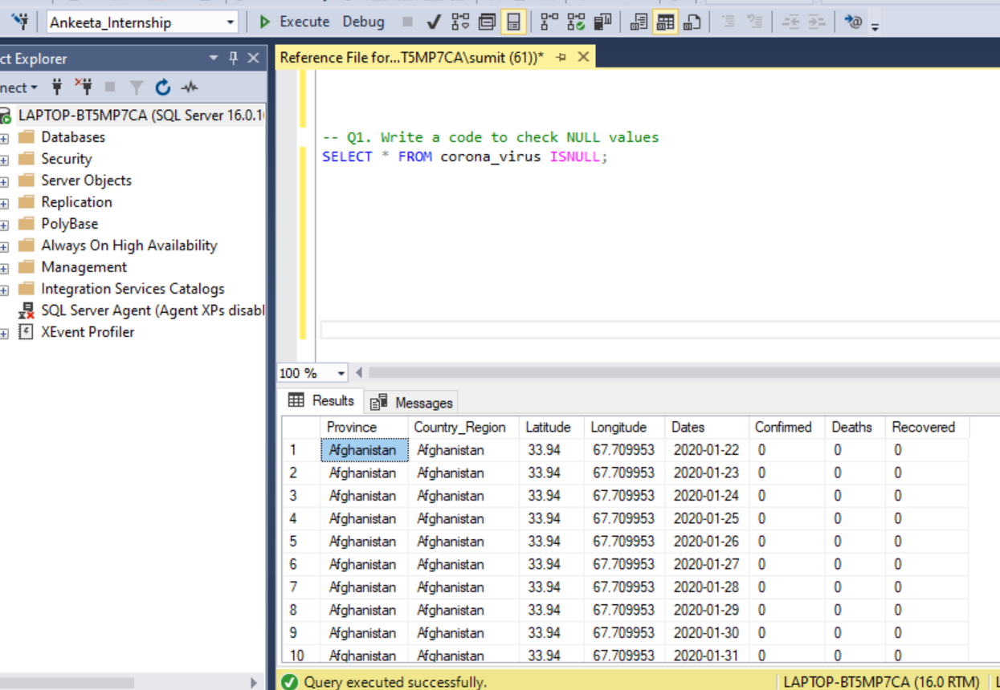 Ankeeta_Internship Execute Debug
ct Explorer
Reference File for...T5MP7CA\sumit (61))*
nect
LAPTOP-BT5MP7CA (SQL Server 16.0.1
Databases
Security
Server Objects
Replication
PolyBase
Always On High Availability
Management
Integration Services Catalogs
SQL Server Agent (Agent XPs disabl
XEvent Profiler
-- Q1. Write a code to check NULL values
SELECT * FROM corona_virus ISNULL;
100 %
Results Messages
Province Country_Region Latitude Longitude Dates Confirmed Deaths Recovered
1 Afghanistan Afghanistan 33.94 67.709953 2020-01-22 0 0 0
2 Afghanistan Afghanistan 33.94 67.709953 2020-01-23 0 0 0
3 Afghanistan Afghanistan 33.94 67.709953 2020-01-24 0 0 0
4 Afghanistan Afghanistan 33.94 67.709953 2020-01-25 0 0 0
5 Afghanistan Afghanistan 33.94 67.709953 2020-01-26 0 0 0
6 Afghanistan Afghanistan 33.94 67.709953 2020-01-27 0 0 0
7 Afghanistan Afghanistan 33.94 67.709953 2020-01-28 0 0 0
8 Afghanistan Afghanistan 33.94 67.709953 2020-01-29 0 0 0
9 Afghanistan Afghanistan 33.94 67.709953 2020-01-30 0 0 0
10 Afghanistan Afghanistan 33.94 67.709953 2020-01-31 0 0 0
Query executed successfully. LAPTOP-BT5MP7CA (16.0 RTM) L